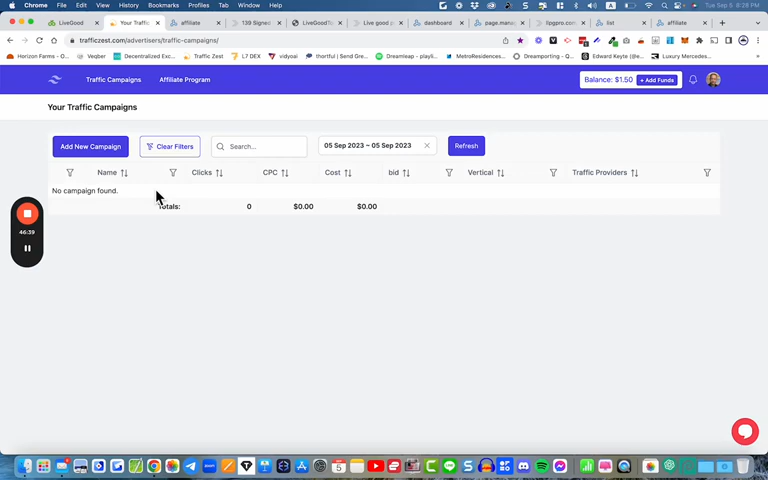 Chrome File Edit View History Bookmarks Profiles Tab Window Help Tue Sep 5 8:28 PM
LiveGood Your Traffic affiliate 139 Signed LiveGoodTo Live good p dashboard page.mana llpgpro.com list affiliate
trafficzest.com/advertisers/traffic-campaigns/
Horizon Farms - O... Veqber Decentralized Exc... Traffic Zest L7 DEX vidyoai thortful | Send Gre... Dreamleap - playli... MetroResidences... Dreamporting - Q... Edward Keyte (@e... Luxury Mercedes...
Traffic Campaigns Affiliate Program Balance: $1.50 + Add Funds
Your Traffic Campaigns
Add New Campaign Clear Filters Search... 05 Sep 2023 ~ 05 Sep 2023 Refresh
Name Clicks CPC Cost bid Vertical Traffic Providers
No campaign found.
Totals: 0 $0.00 $0.00
46:39